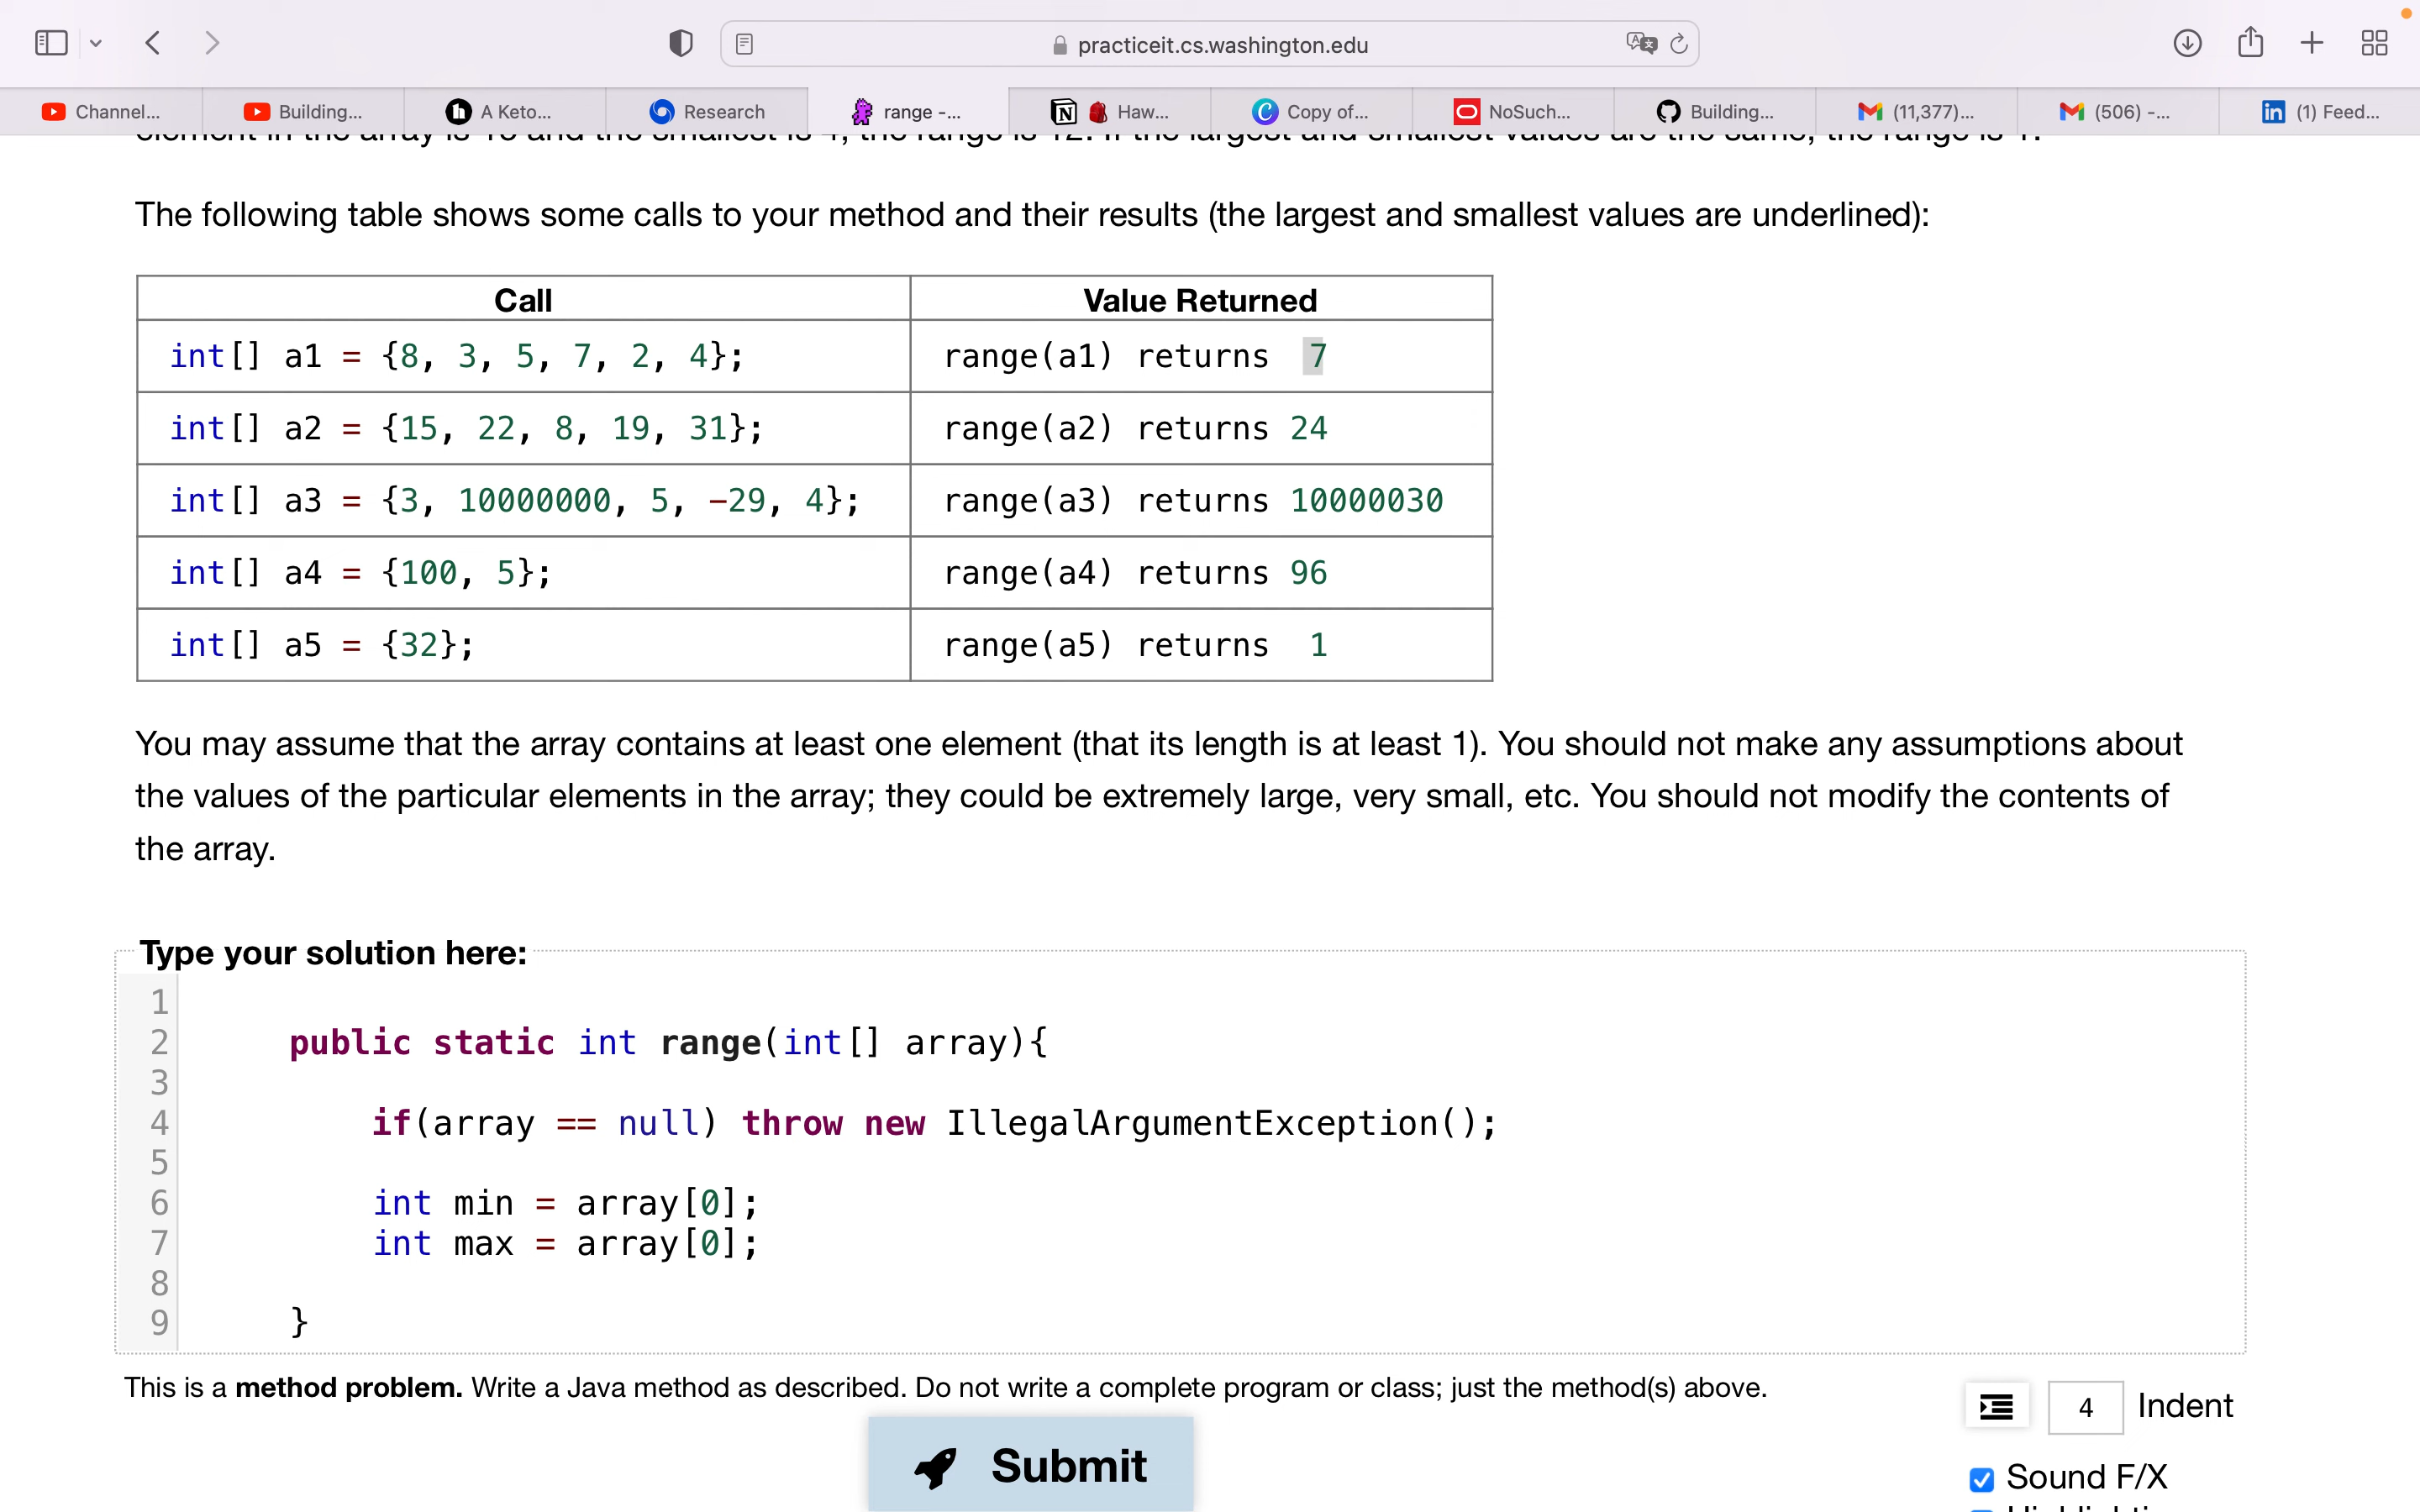 practiceit.cs.washington.edu
Channel...
Building...
A Keto...
Research
range -...
Haw...
Copy of...
NoSuch...
Building...
(11,377)...
(506) -...
(1) Feed...
The following table shows some calls to your method and their results (the largest and smallest values are underlined):
Call Value Returned
int[] a1 = {8, 3, 5, 7, 2, 4}; range(a1) returns 7
int[] a2 = {15, 22, 8, 19, 31}; range(a2) returns 24
int[] a3 = {3, 10000000, 5, -29, 4}; range(a3) returns 10000030
int[] a4 = {100, 5}; range(a4) returns 96
int[] a5 = {32}; range(a5) returns 1
You may assume that the array contains at least one element (that its length is at least 1). You should not make any assumptions about
the values of the particular elements in the array; they could be extremely large, very small, etc. You should not modify the contents of
the array.
Type your solution here:
1
2 public static int range(int[] array){
3
4 if(array == null) throw new IllegalArgumentException();
5
6 int min = array[0];
7 int max = array[0];
8
9 }
This is a method problem. Write a Java method as described. Do not write a complete program or class; just the method(s) above.
4 Indent
Submit
Sound F/X